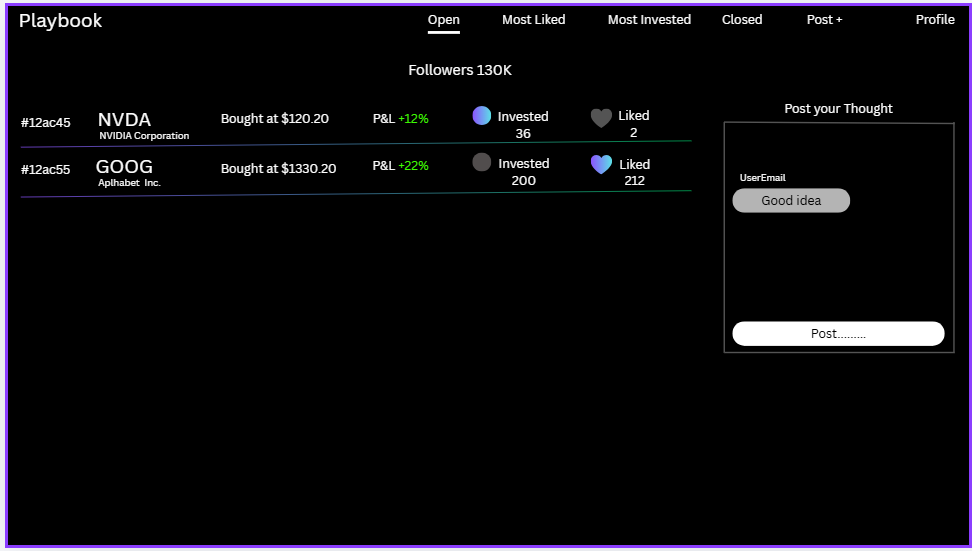 Playbook Open Most Liked Most Invested Closed Post + Profile
Followers 130K
#12ac45 NVDA Bought at $120.20 P&L +12% Invested Liked
NVIDIA Corporation 36 2
#12ac55 GOOG Bought at $1330.20 P&L +22% Invested Liked
Aplhabet Inc. 200 212
Post your Thought
UserEmail
Good idea
Post.........